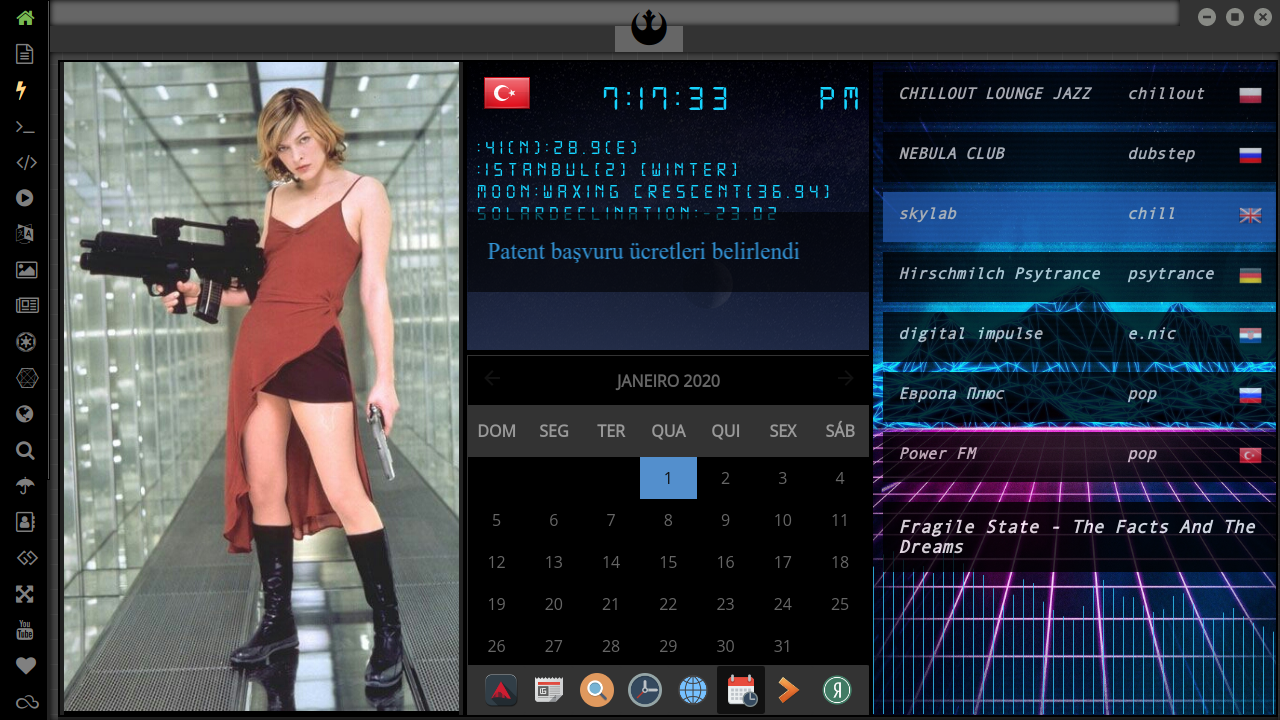 7:17:33 PM
:41(N):28.9(E)
:ISTANBUL(2) (WINTER)
MOON:WAXING CRESCENT(36.94)
SOLARDECLINATION:-23.02
Patent başvuru ücretleri belirlendi
JANEIRO 2020
DOM SEG TER QUA QUI SEX SÁB
1 2 3 4
5 6 7 8 9 10 11
12 13 14 15 16 17 18
19 20 21 22 23 24 25
26 27 28 29 30 31
CHILLOUT LOUNGE JAZZ chillout
NEBULA CLUB dubstep
skylab chill
Hirschmilch Psytrance psytrance
digital impulse e.nic
Европа Плюс pop
Power FM pop
Fragile State - The Facts And The
Dreams
You
Tube
Я